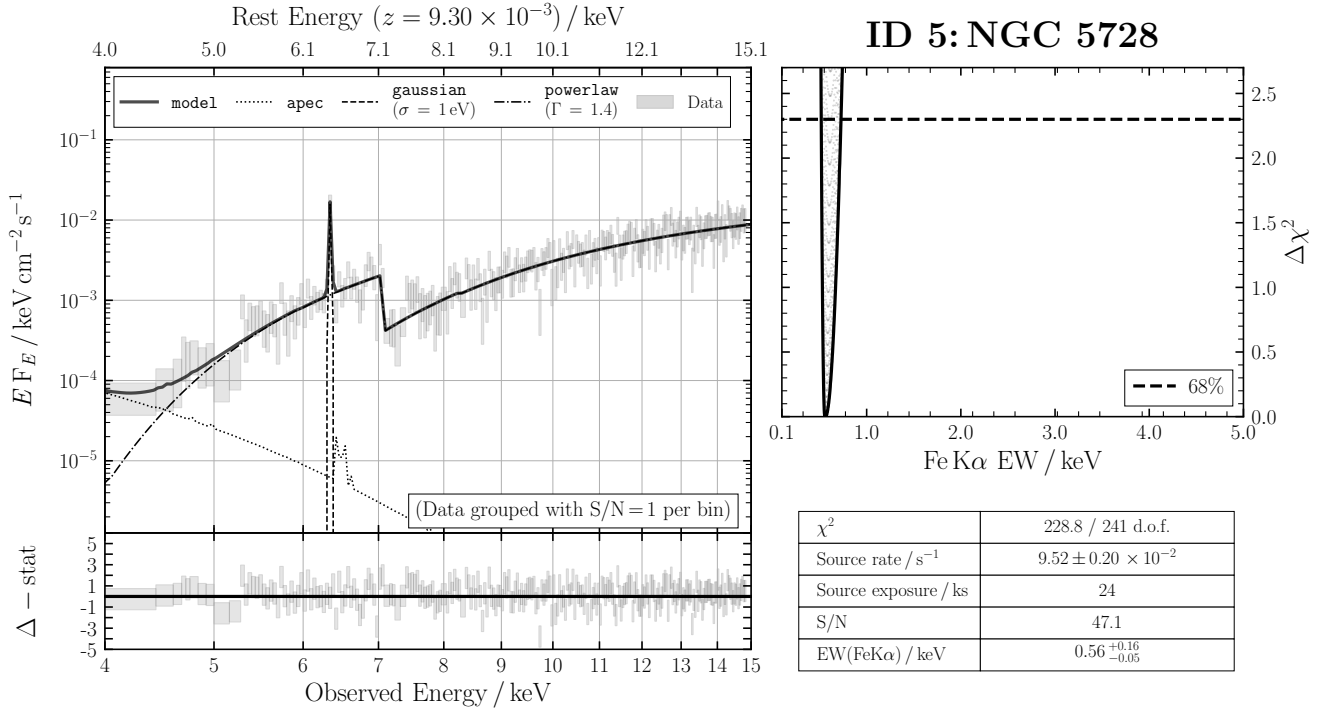 Rest Energy (z = 9.30 × 10⁻³) / keV
4.0 5.0 6.1 7.1 8.1 9.1 10.1 12.1 15.1
model apec gaussian (σ = 1 eV) powerlaw (Γ = 1.4) Data
10⁻¹
10⁻²
10⁻³
10⁻⁴
10⁻⁵
E F_E / keV cm⁻² s⁻¹
(Data grouped with S/N = 1 per bin)
5
3
1
-1
-3
-5
Δ − stat
4 5 6 7 8 9 10 11 12 13 14 15
Observed Energy / keV
ID 5: NGC 5728
2.5
2.0
1.5
1.0
0.5
0.0
Δχ²
68%
0.1 1.0 2.0 3.0 4.0 5.0
Fe Kα EW / keV
χ² 228.8 / 241 d.o.f.
Source rate / s⁻¹ 9.52 ± 0.20 × 10⁻²
Source exposure / ks 24
S/N 47.1
EW(FeKα) / keV 0.56 +0.16 −0.05